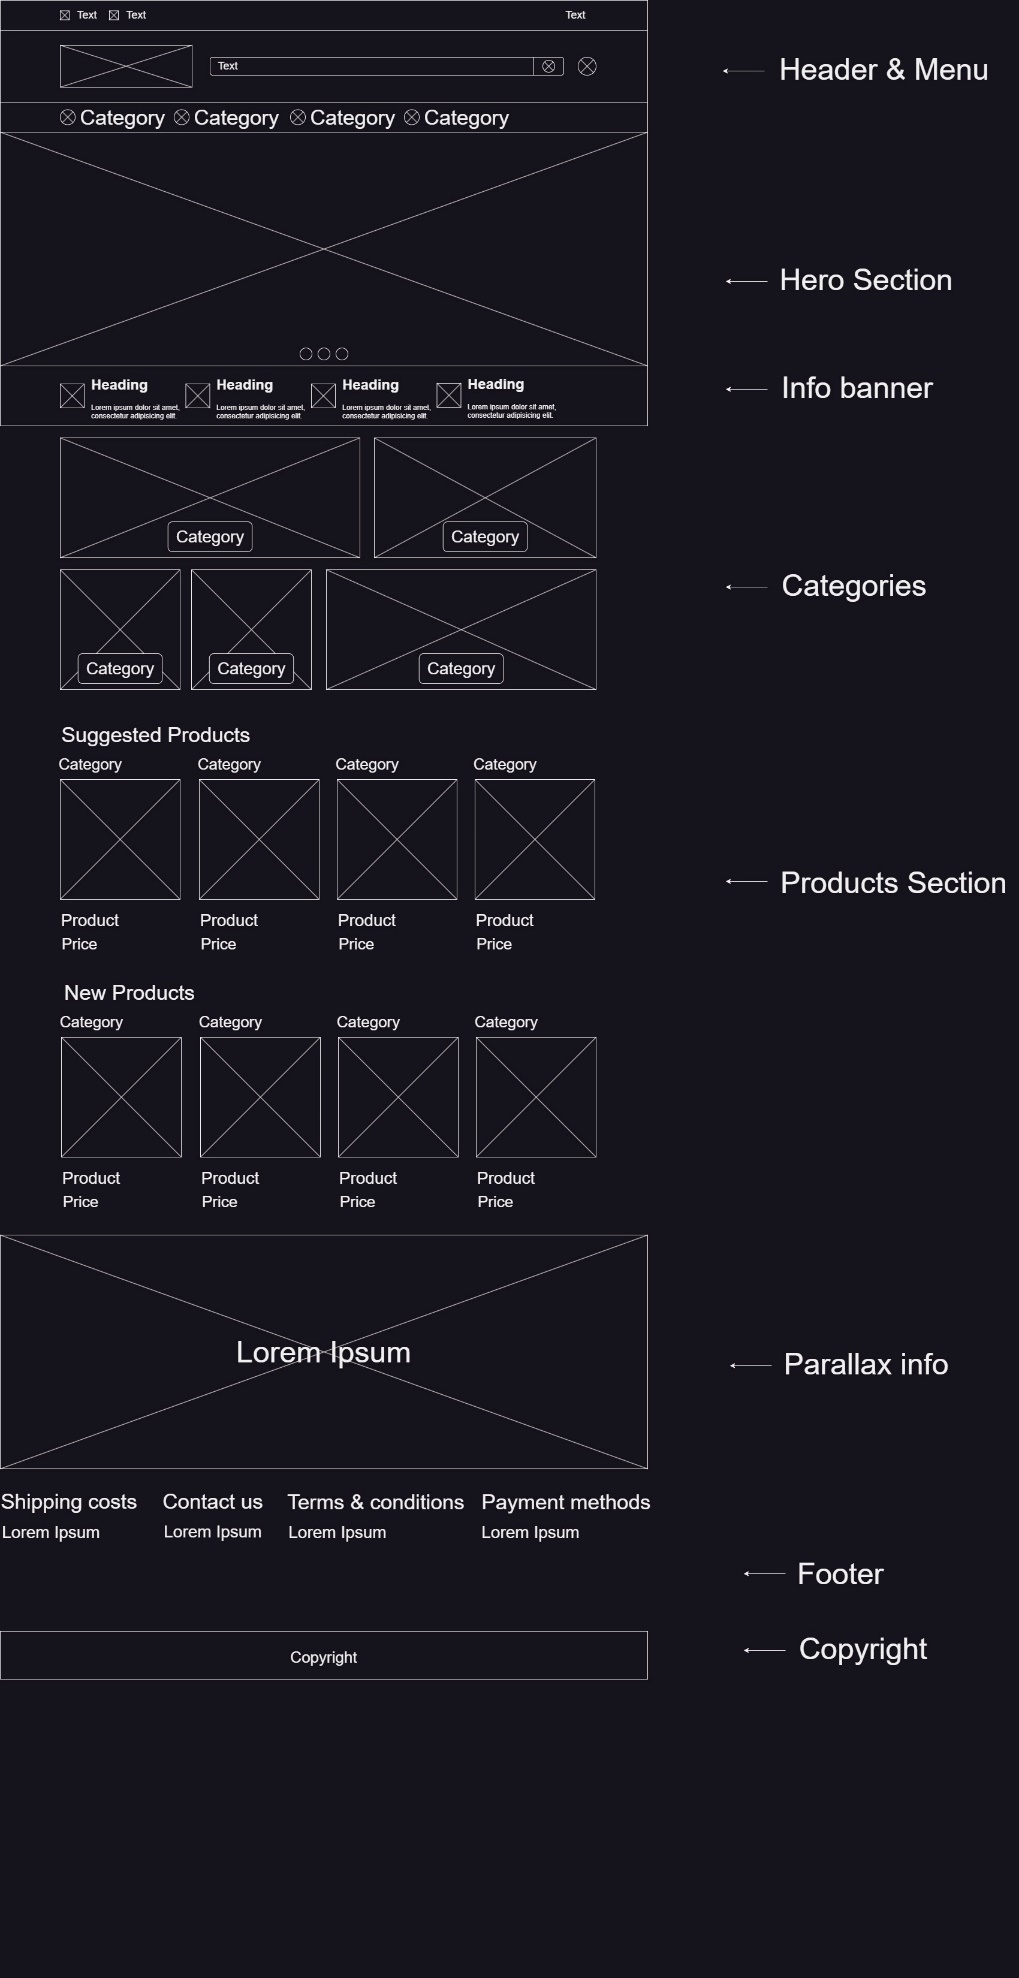 Text Text Text
Text
Header & Menu
Category Category Category Category
Hero Section
Heading Heading Heading Heading
Lorem ipsum dolor sit amet, Lorem ipsum dolor sit amet, Lorem ipsum dolor sit amet, Lorem ipsum dolor sit amet,
consectetur adipisicing elit. consectetur adipisicing elit. consectetur adipisicing elit. consectetur adipisicing elit.
Info banner
Category Category
Categories
Category Category Category
Suggested Products
Category Category Category Category
Products Section
Product Product Product Product
Price Price Price Price
New Products
Category Category Category Category
Product Product Product Product
Price Price Price Price
Lorem Ipsum
Parallax info
Shipping costs Contact us Terms & conditions Payment methods
Lorem Ipsum Lorem Ipsum Lorem Ipsum Lorem Ipsum
Footer
Copyright
Copyright